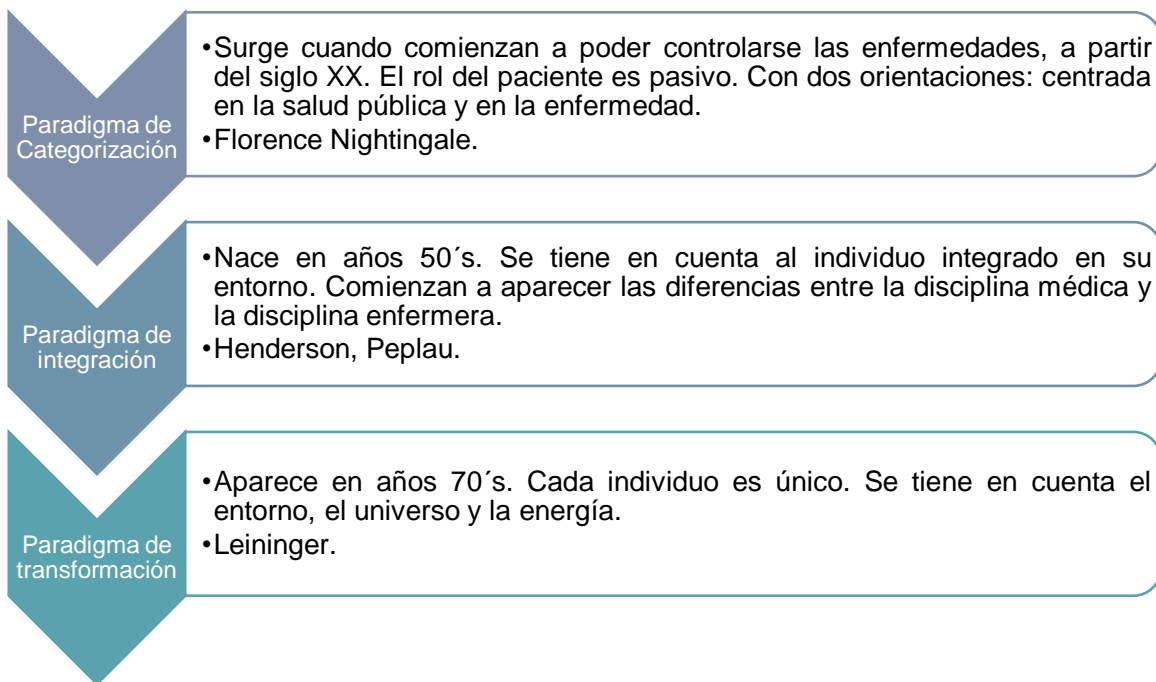 Paradigma de
Categorización
•Surge cuando comienzan a poder controlarse las enfermedades, a partir
del siglo XX. El rol del paciente es pasivo. Con dos orientaciones: centrada
en la salud pública y en la enfermedad.
•Florence Nightingale.
Paradigma de
integración
•Nace en años 50´s. Se tiene en cuenta al individuo integrado en su
entorno. Comienzan a aparecer las diferencias entre la disciplina médica y
la disciplina enfermera.
•Henderson, Peplau.
Paradigma de
transformación
•Aparece en años 70´s. Cada individuo es único. Se tiene en cuenta el
entorno, el universo y la energía.
•Leininger.